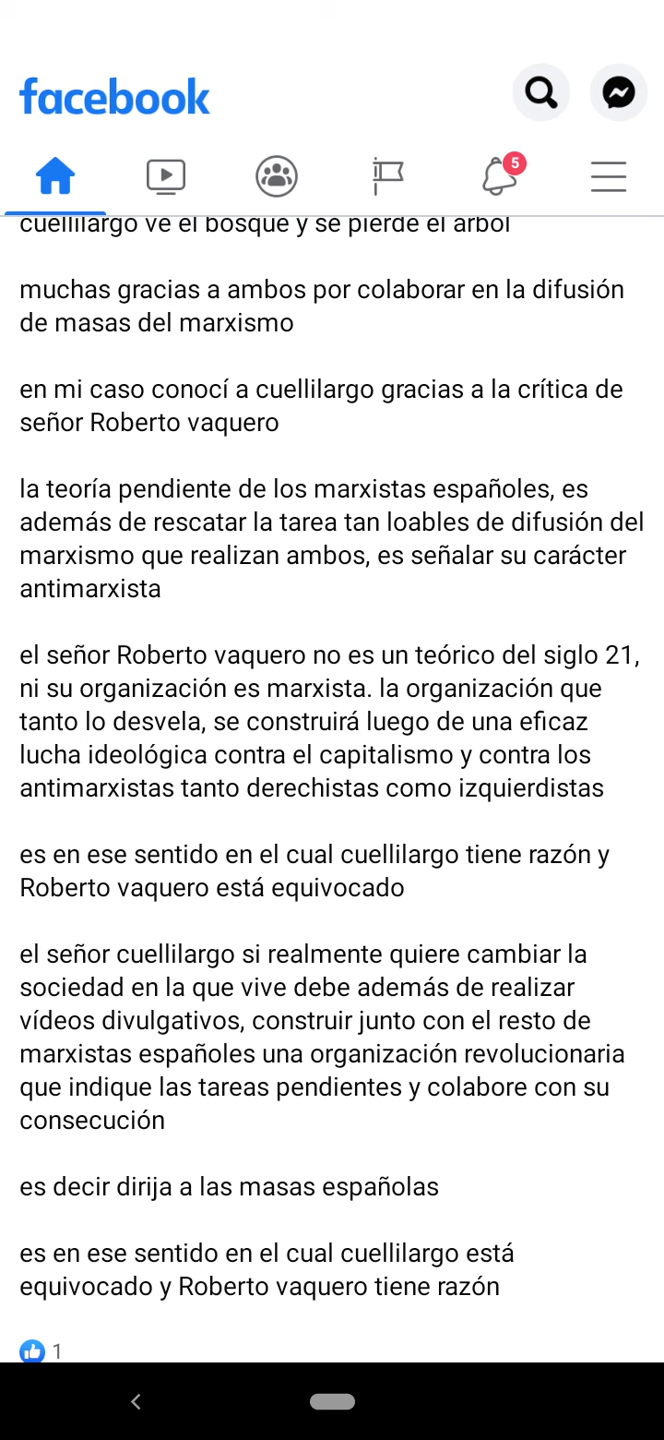 facebook
5
cuellilargo ve el bosque y se pierde el árbol
muchas gracias a ambos por colaborar en la difusión
de masas del marxismo
en mi caso conocí a cuellilargo gracias a la crítica de
señor Roberto vaquero
la teoría pendiente de los marxistas españoles, es
además de rescatar la tarea tan loables de difusión del
marxismo que realizan ambos, es señalar su carácter
antimarxista
el señor Roberto vaquero no es un teórico del siglo 21,
ni su organización es marxista. la organización que
tanto lo desvela, se construirá luego de una eficaz
lucha ideológica contra el capitalismo y contra los
antimarxistas tanto derechistas como izquierdistas
es en ese sentido en el cual cuellilargo tiene razón y
Roberto vaquero está equivocado
el señor cuellilargo si realmente quiere cambiar la
sociedad en la que vive debe además de realizar
vídeos divulgativos, construir junto con el resto de
marxistas españoles una organización revolucionaria
que indique las tareas pendientes y colabore con su
consecución
es decir dirija a las masas españolas
es en ese sentido en el cual cuellilargo está
equivocado y Roberto vaquero tiene razón
1